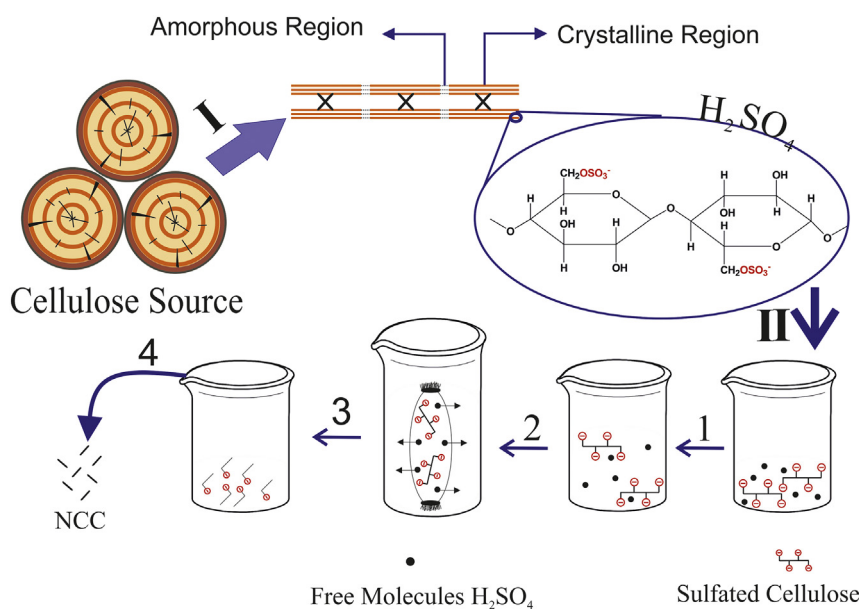 Amorphous Region
Crystalline Region
I
H₂SO₄
CH₂OSO₃⁻
H
O
H
OH
H
H
OH
O
H
O
H
OH
H
OH
H
H
O
CH₂OSO₃⁻
O
Cellulose Source
II
4
3
2
1
NCC
Free Molecules H₂SO₄
Sulfated Cellulose